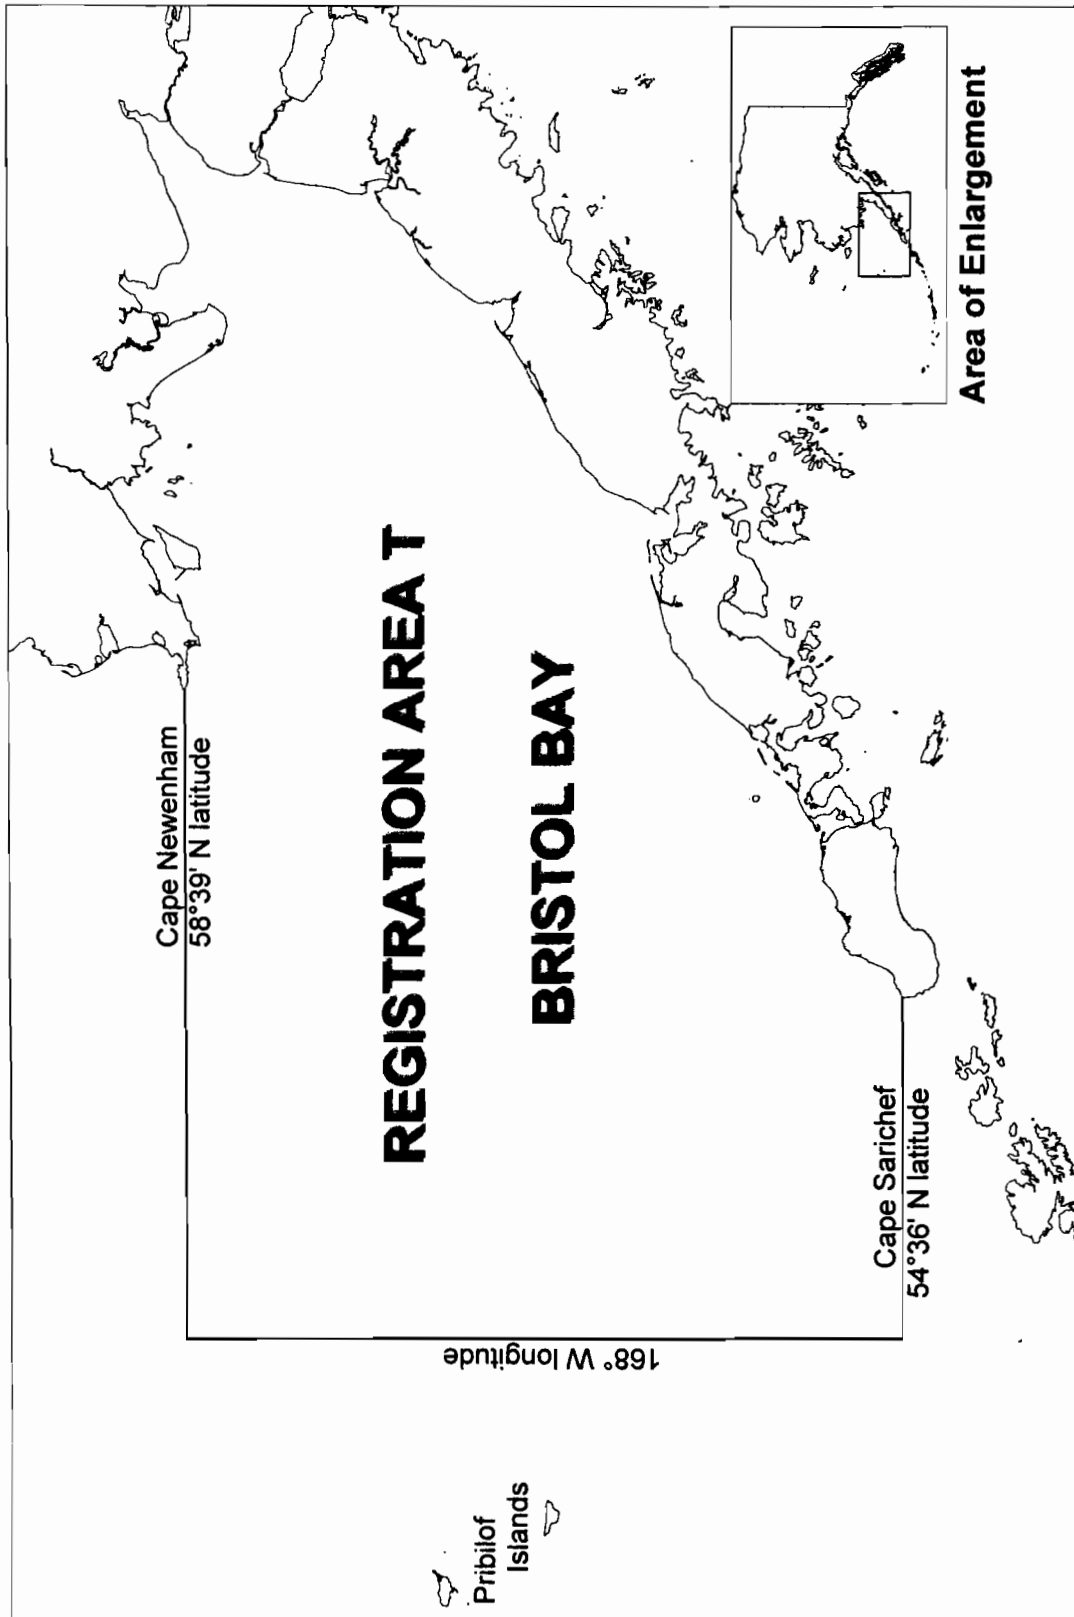 Cape Newenham
58°39' N latitude
REGISTRATION AREA T
BRISTOL BAY
168° W longitude
Pribilof
Islands
Cape Sarichef
54°36' N latitude
Area of Enlargement